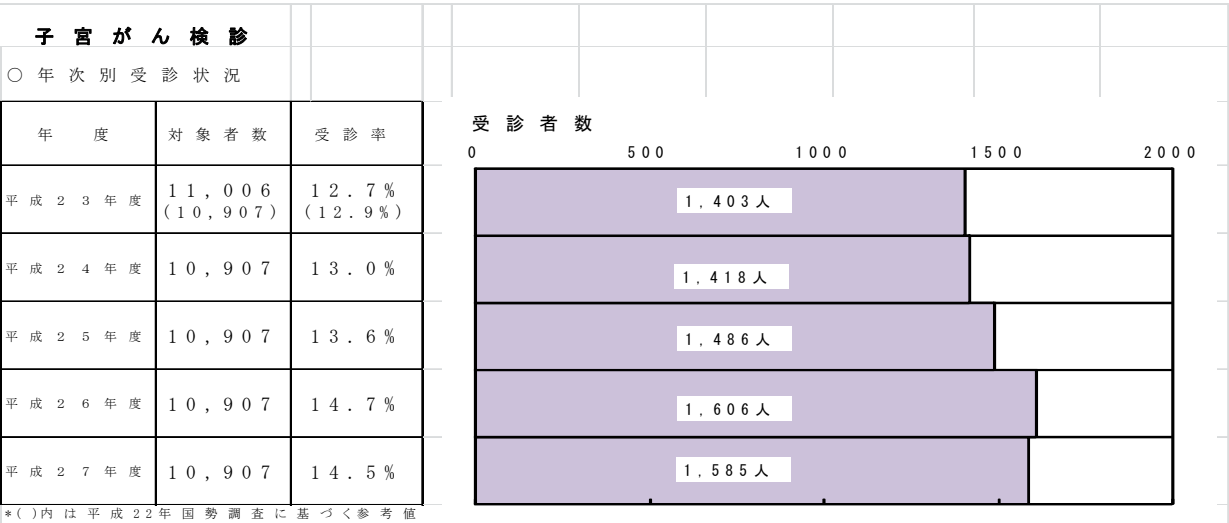 子宮がん検診
○年次別受診状況
年 度 対象者数 受診率
平成23年度 11,006 12.7%
(10,907) (12.9%)
平成24年度 10,907 13.0%
平成25年度 10,907 13.6%
平成26年度 10,907 14.7%
平成27年度 10,907 14.5%
*( )内は平成22年国勢調査に基づく参考値
受診者数
0 500 1000 1500 2000
1,403人
1,418人
1,486人
1,606人
1,585人